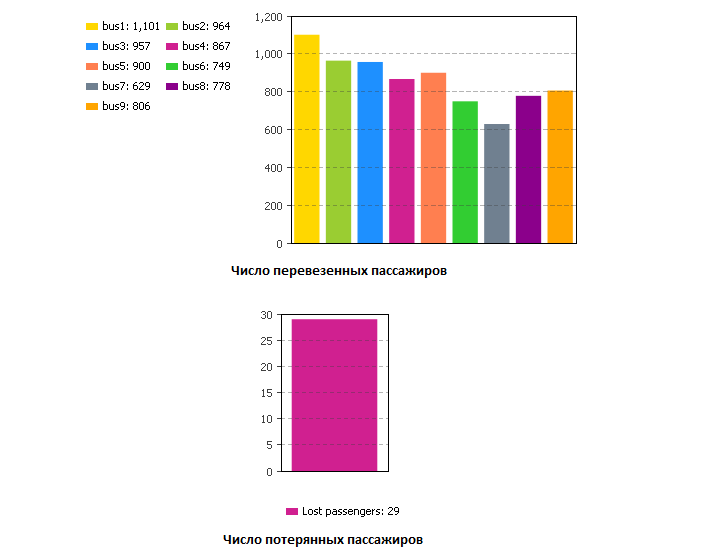 bus1: 1,101 bus2: 964
bus3: 957 bus4: 867
bus5: 900 bus6: 749
bus7: 629 bus8: 778
bus9: 806
1,200
1,000
800
600
400
200
0
Число перевезенных пассажиров
30
25
20
15
10
5
0
Lost passengers: 29
Число потерянных пассажиров